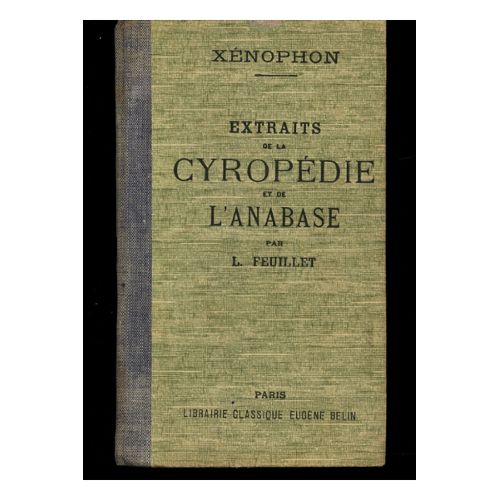 XÉNOPHON
EXTRAITS
DE LA
CYROPÉDIE
ET DE
L'ANABASE
PAR
L. FEUILLET
PARIS
LIBRAIRIE CLASSIQUE EUGÈNE BELIN